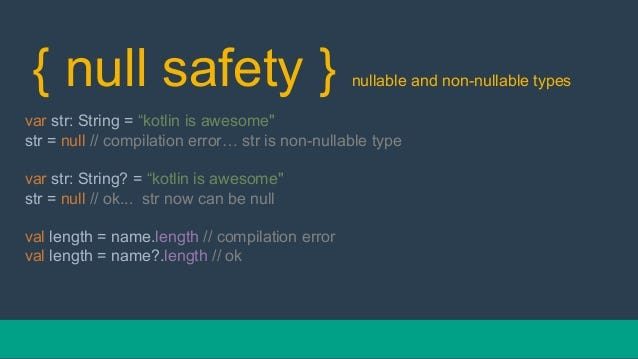 { null safety } nullable and non-nullable types
var str: String = “kotlin is awesome"
str = null // compilation error… str is non-nullable type
var str: String? = “kotlin is awesome"
str = null // ok... str now can be null
val length = name.length // compilation error
val length = name?.length // ok